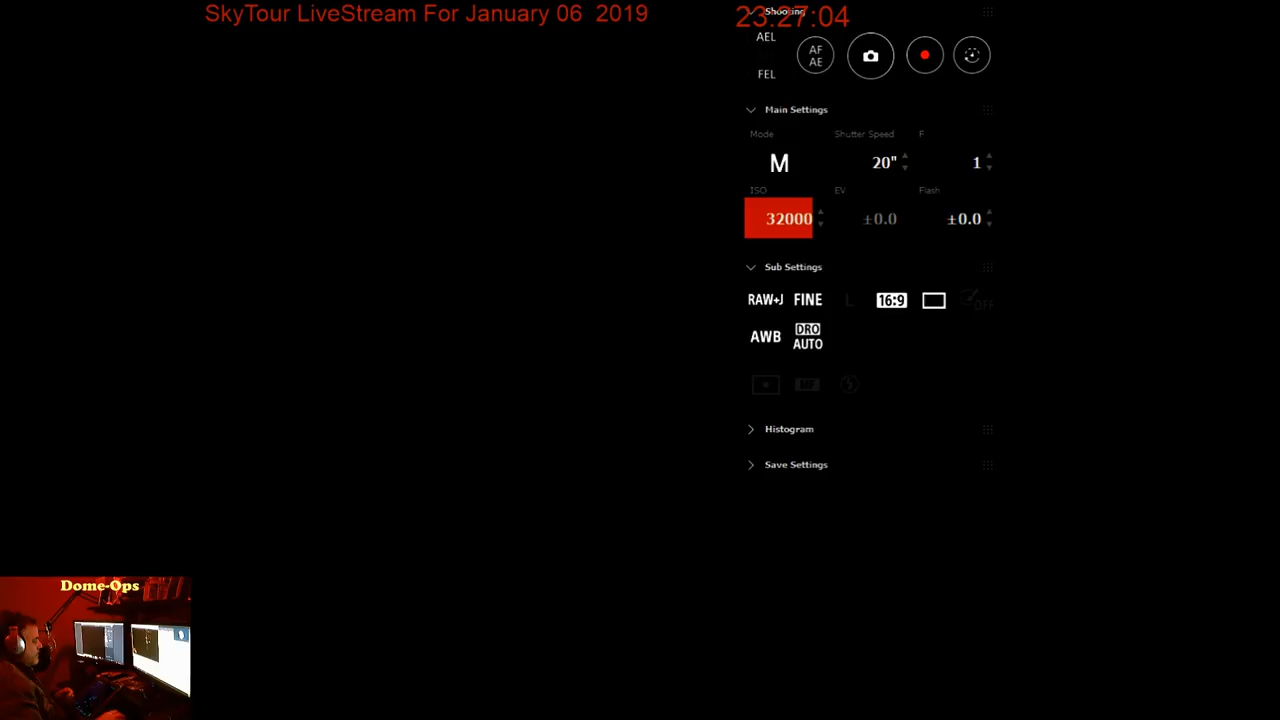 SkyTour LiveStream For January 06 2019
23:27:04
Shooting
AEL
AF
AE
FEL
Main Settings
Mode
Shutter Speed
F
M
20"
1
ISO
EV
Flash
32000
±0.0
±0.0
Sub Settings
RAW+J
FINE
L
16:9
OFF
AWB
DRO
AUTO
MF
Histogram
Save Settings
Dome-Ops